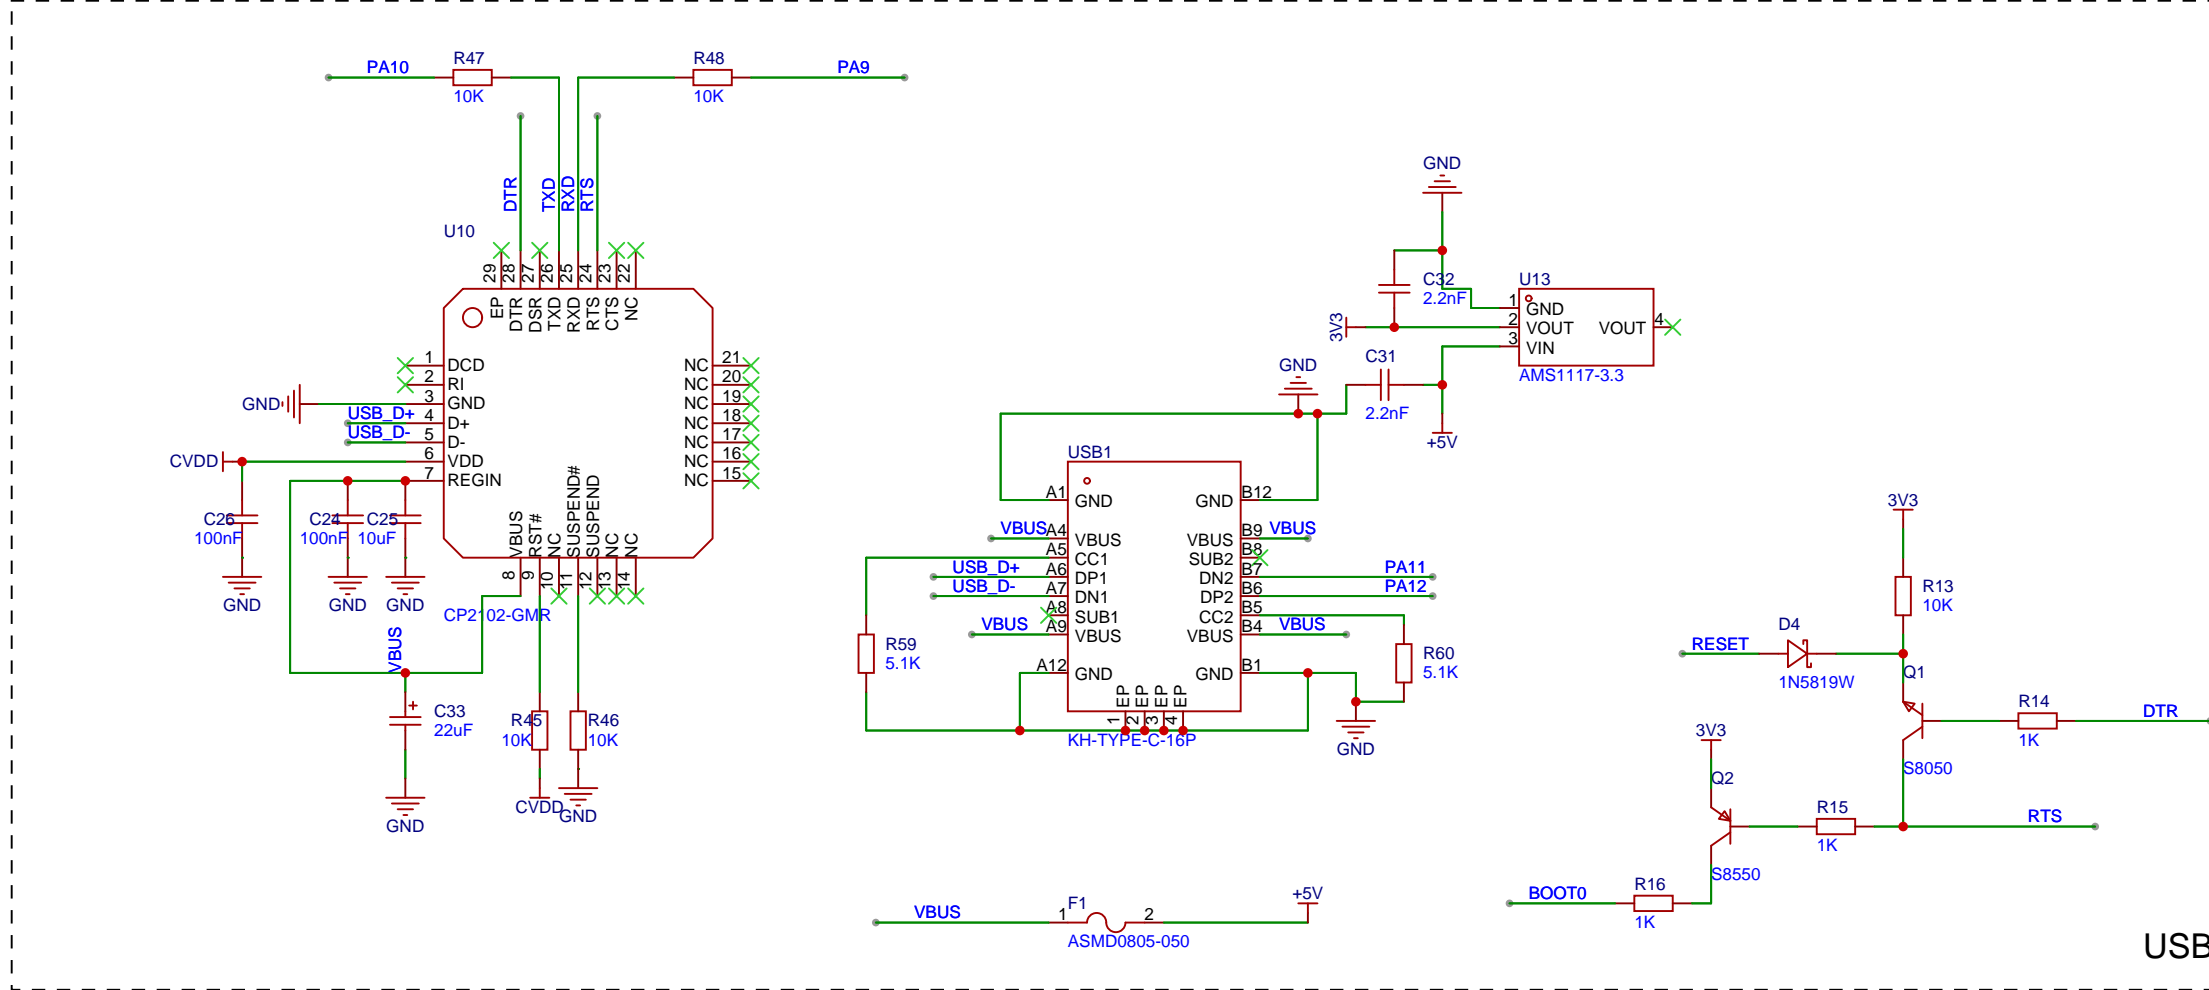 PA10
R47
10K
R48
10K
PA9
DTR
TXD
RXD
RTS
U10
29
28
27
26
25
24
23
22
EP
DTR
DSR
TXD
RXD
RTS
CTS
NC
1 DCD
2 RI
GND 3 GND
USB_D+ 4 D+
USB_D- 5 D-
CVDD 6 VDD
7 REGIN
NC 21
NC 20
NC 19
NC 18
NC 17
NC 16
NC 15
VBUS
RST#
NC
SUSPEND#
SUSPEND
NC
NC
8
9
10
11
12
13
14
CP2102-GMR
C26
100nF
GND
C24
100nF
GND
C25
10uF
GND
VBUS
C33
22uF
GND
R45
10K
CVDD
R46
10K
GND
GND
C32
2.2nF
3V3
U13
1 GND
2 VOUT
3 VIN
VOUT 4
AMS1117-3.3
GND
C31
2.2nF
+5V
USB1
A1 GND
VBUS A4 VBUS
A5 CC1
USB_D+ A6 DP1
USB_D- A7 DN1
A8 SUB1
VBUS A9 VBUS
A12 GND
GND B12
VBUS B9 VBUS
SUB2 B8
DN2 B7 PA11
DP2 B6 PA12
CC2 B5
VBUS B4 VBUS
GND B1
EP
EP
EP
EP
1
2
3
4
KH-TYPE-C-16P
R59
5.1K
R60
5.1K
GND
VBUS
F1
1
2
ASMD0805-050
+5V
3V3
R13
10K
RESET
D4
1N5819W
Q1
S8050
R14
1K
DTR
3V3
Q2
S8550
R15
1K
RTS
BOOT0
R16
1K
USB